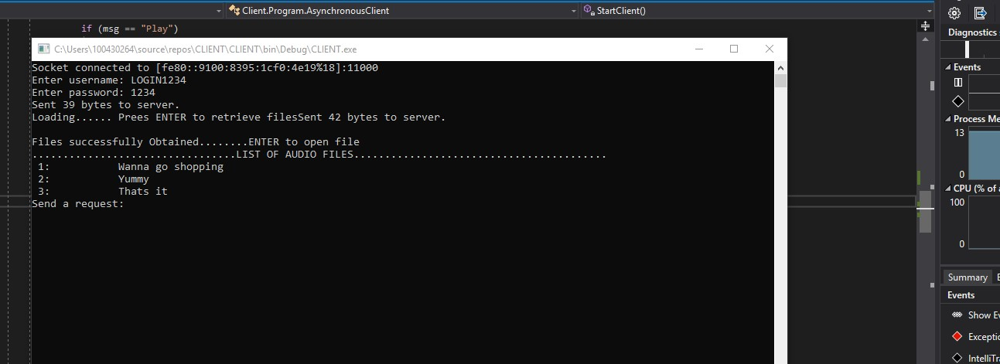 Client.Program.AsynchronousClient
StartClient()
if (msg == "Play")
C:\Users\100430264\source\repos\CLIENT\CLIENT\bin\Debug\CLIENT.exe
Socket connected to [fe80::9100:8395:1cf0:4e19%18]:11000
Enter username: LOGIN1234
Enter password: 1234
Sent 39 bytes to server.
Loading...... Prees ENTER to retrieve filesSent 42 bytes to server.
Files successfully Obtained........ENTER to open file
.................................LIST OF AUDIO FILES.........................................
1: Wanna go shopping
2: Yummy
3: Thats it
Send a request:
Diagnostics
Events
Process Me
13
0
CPU (% of a
100
0
Summary E
Events
Show Ev
Exceptic
IntelliTra